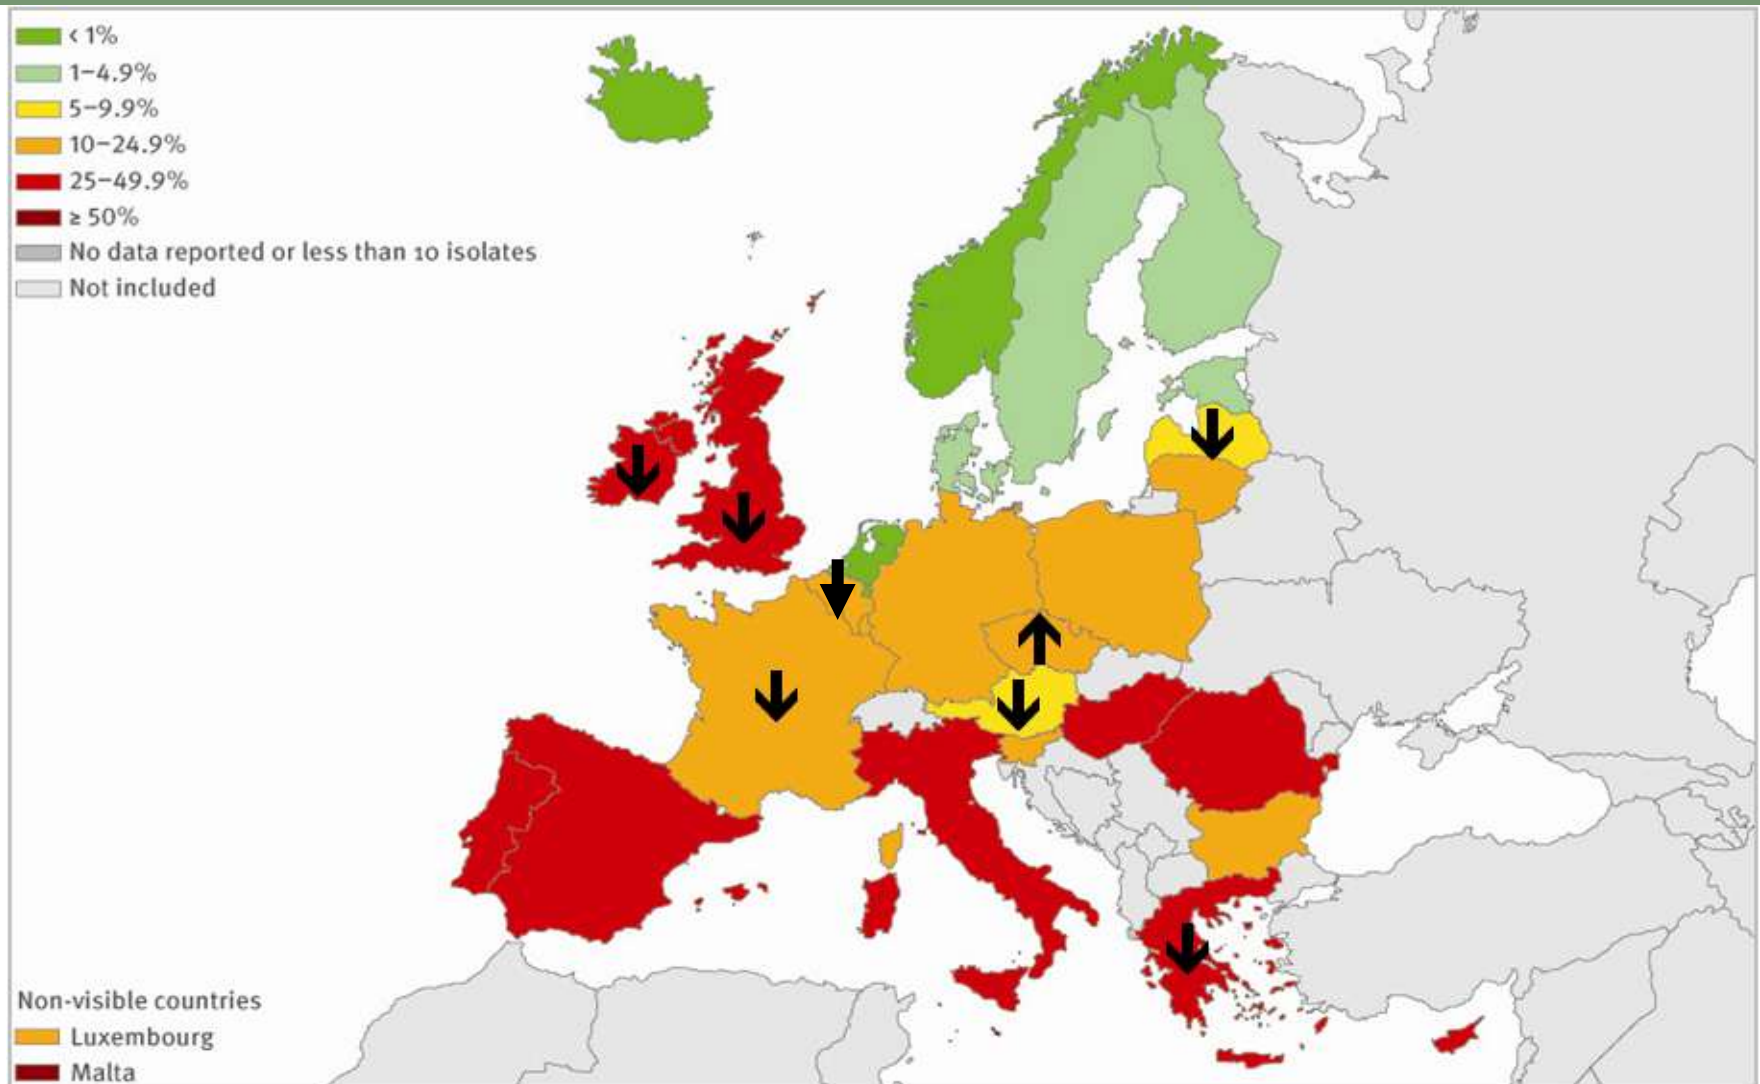 < 1%
1–4.9%
5–9.9%
10–24.9%
25–49.9%
≥ 50%
No data reported or less than 10 isolates
Not included
Non-visible countries
Luxembourg
Malta